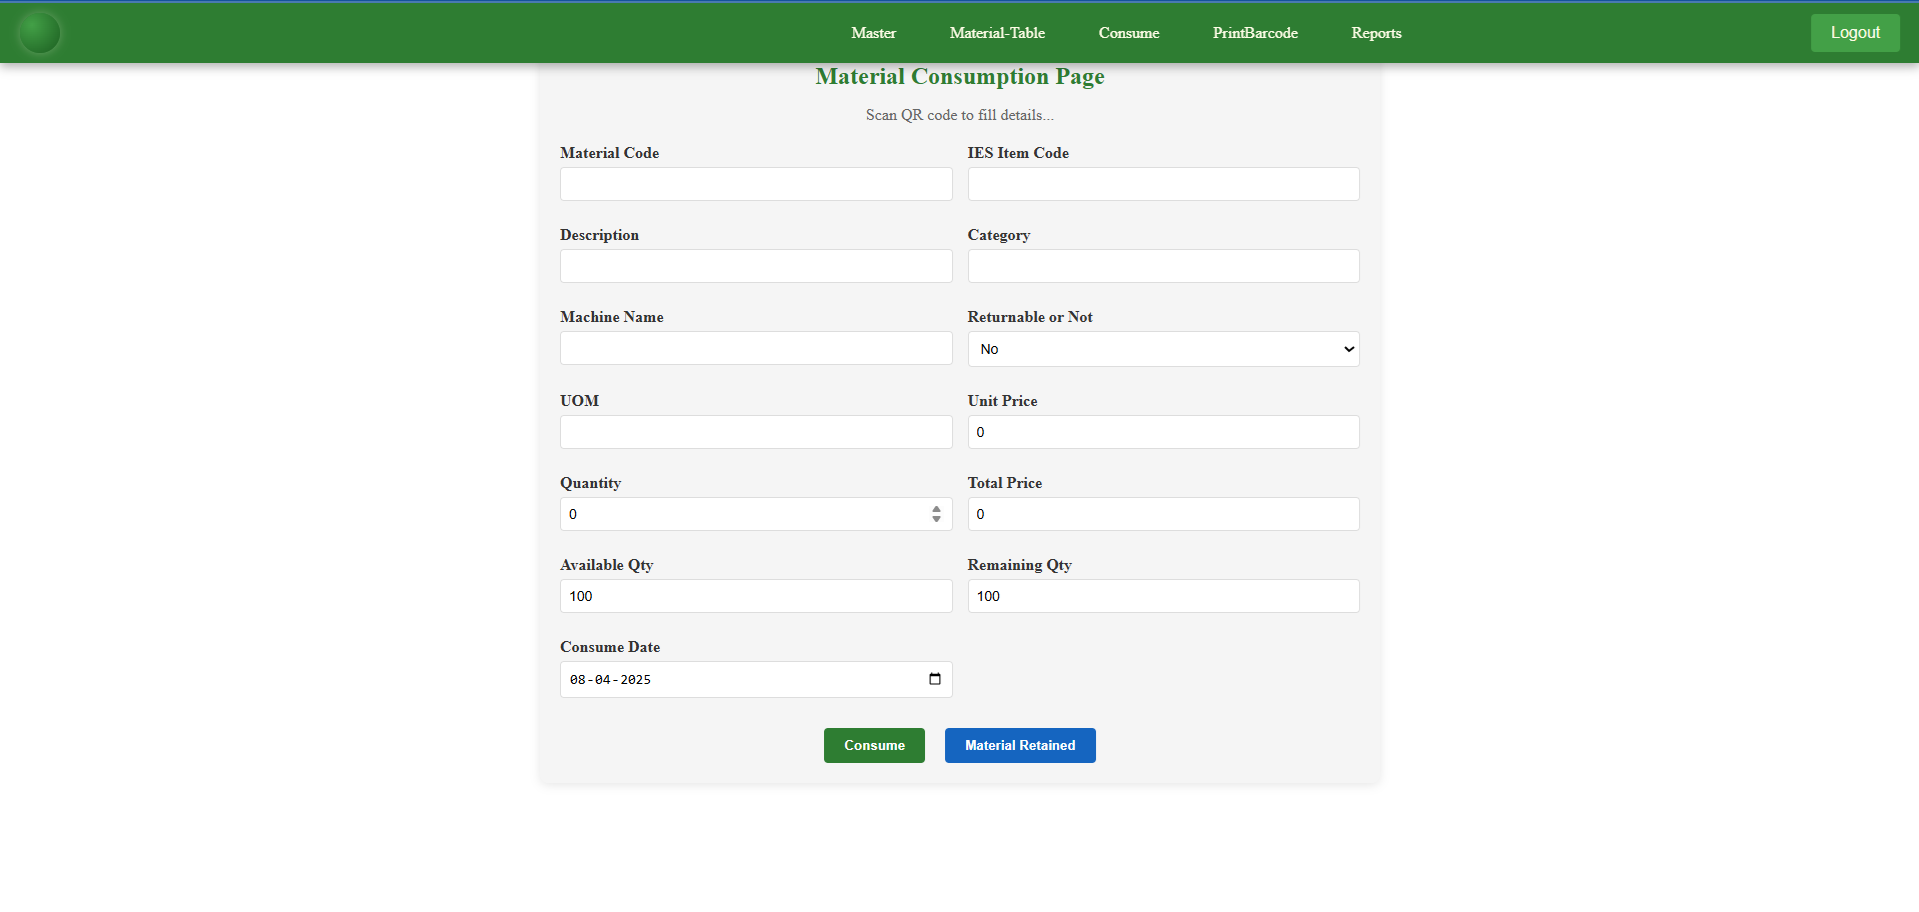 Master Material-Table Consume PrintBarcode Reports Logout
Material Consumption Page
Scan QR code to fill details...
Material Code IES Item Code
Description Category
Machine Name Returnable or Not
No
UOM Unit Price
0
Quantity Total Price
0 0
Available Qty Remaining Qty
100 100
Consume Date
08-04-2025
Consume Material Retained